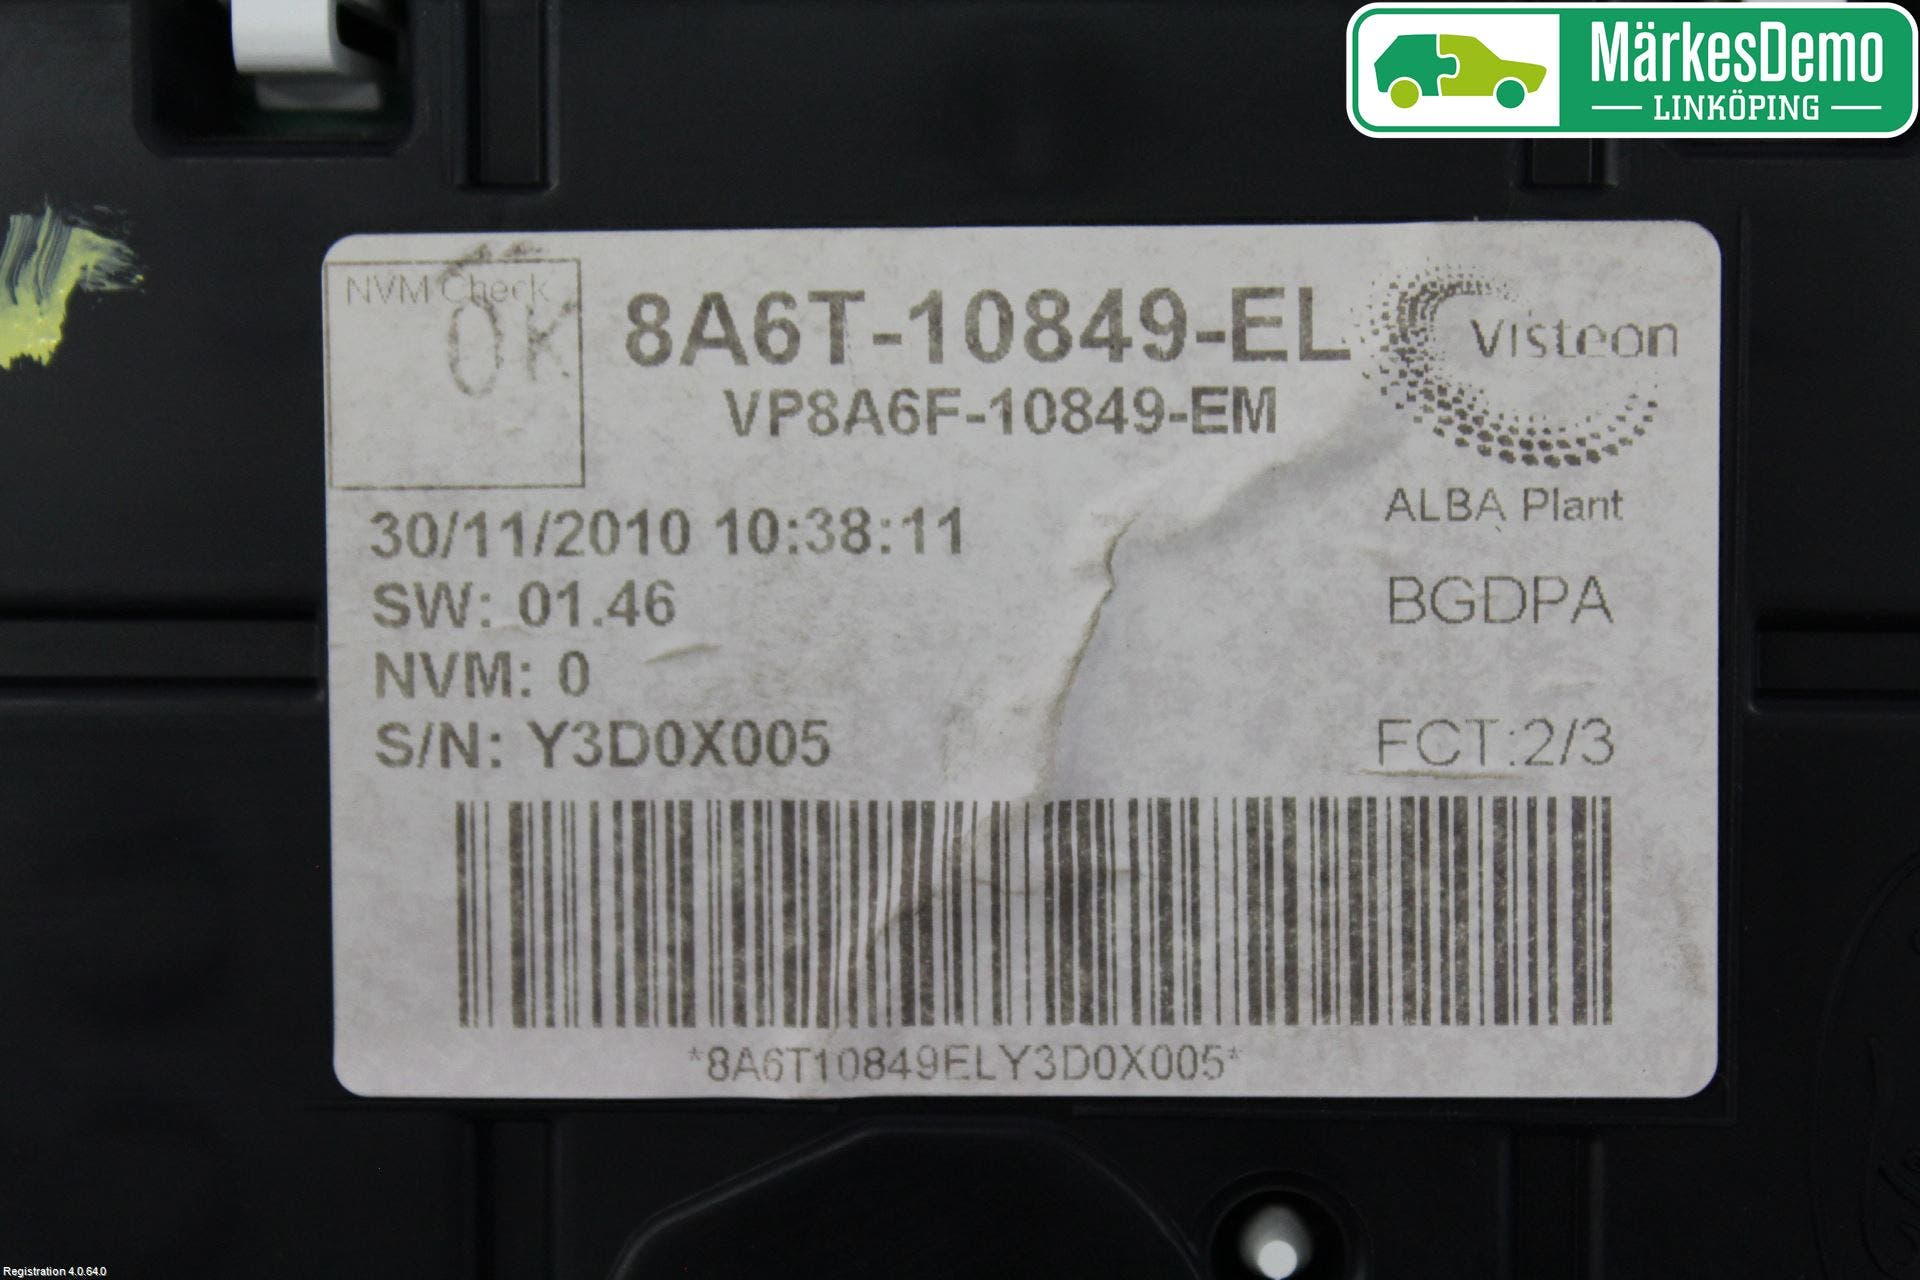 MärkesDemo
LINKÖPING
NVM Check
OK
8A6T-10849-EL
VP8A6F-10849-EM
Visteon
ALBA Plant
30/11/2010 10:38:11
SW: 01.46
BGDPA
NVM: 0
S/N: Y3D0X005
FCT:2/3
*8A6T10849ELY3D0X005*
Registration 4.0.64.0